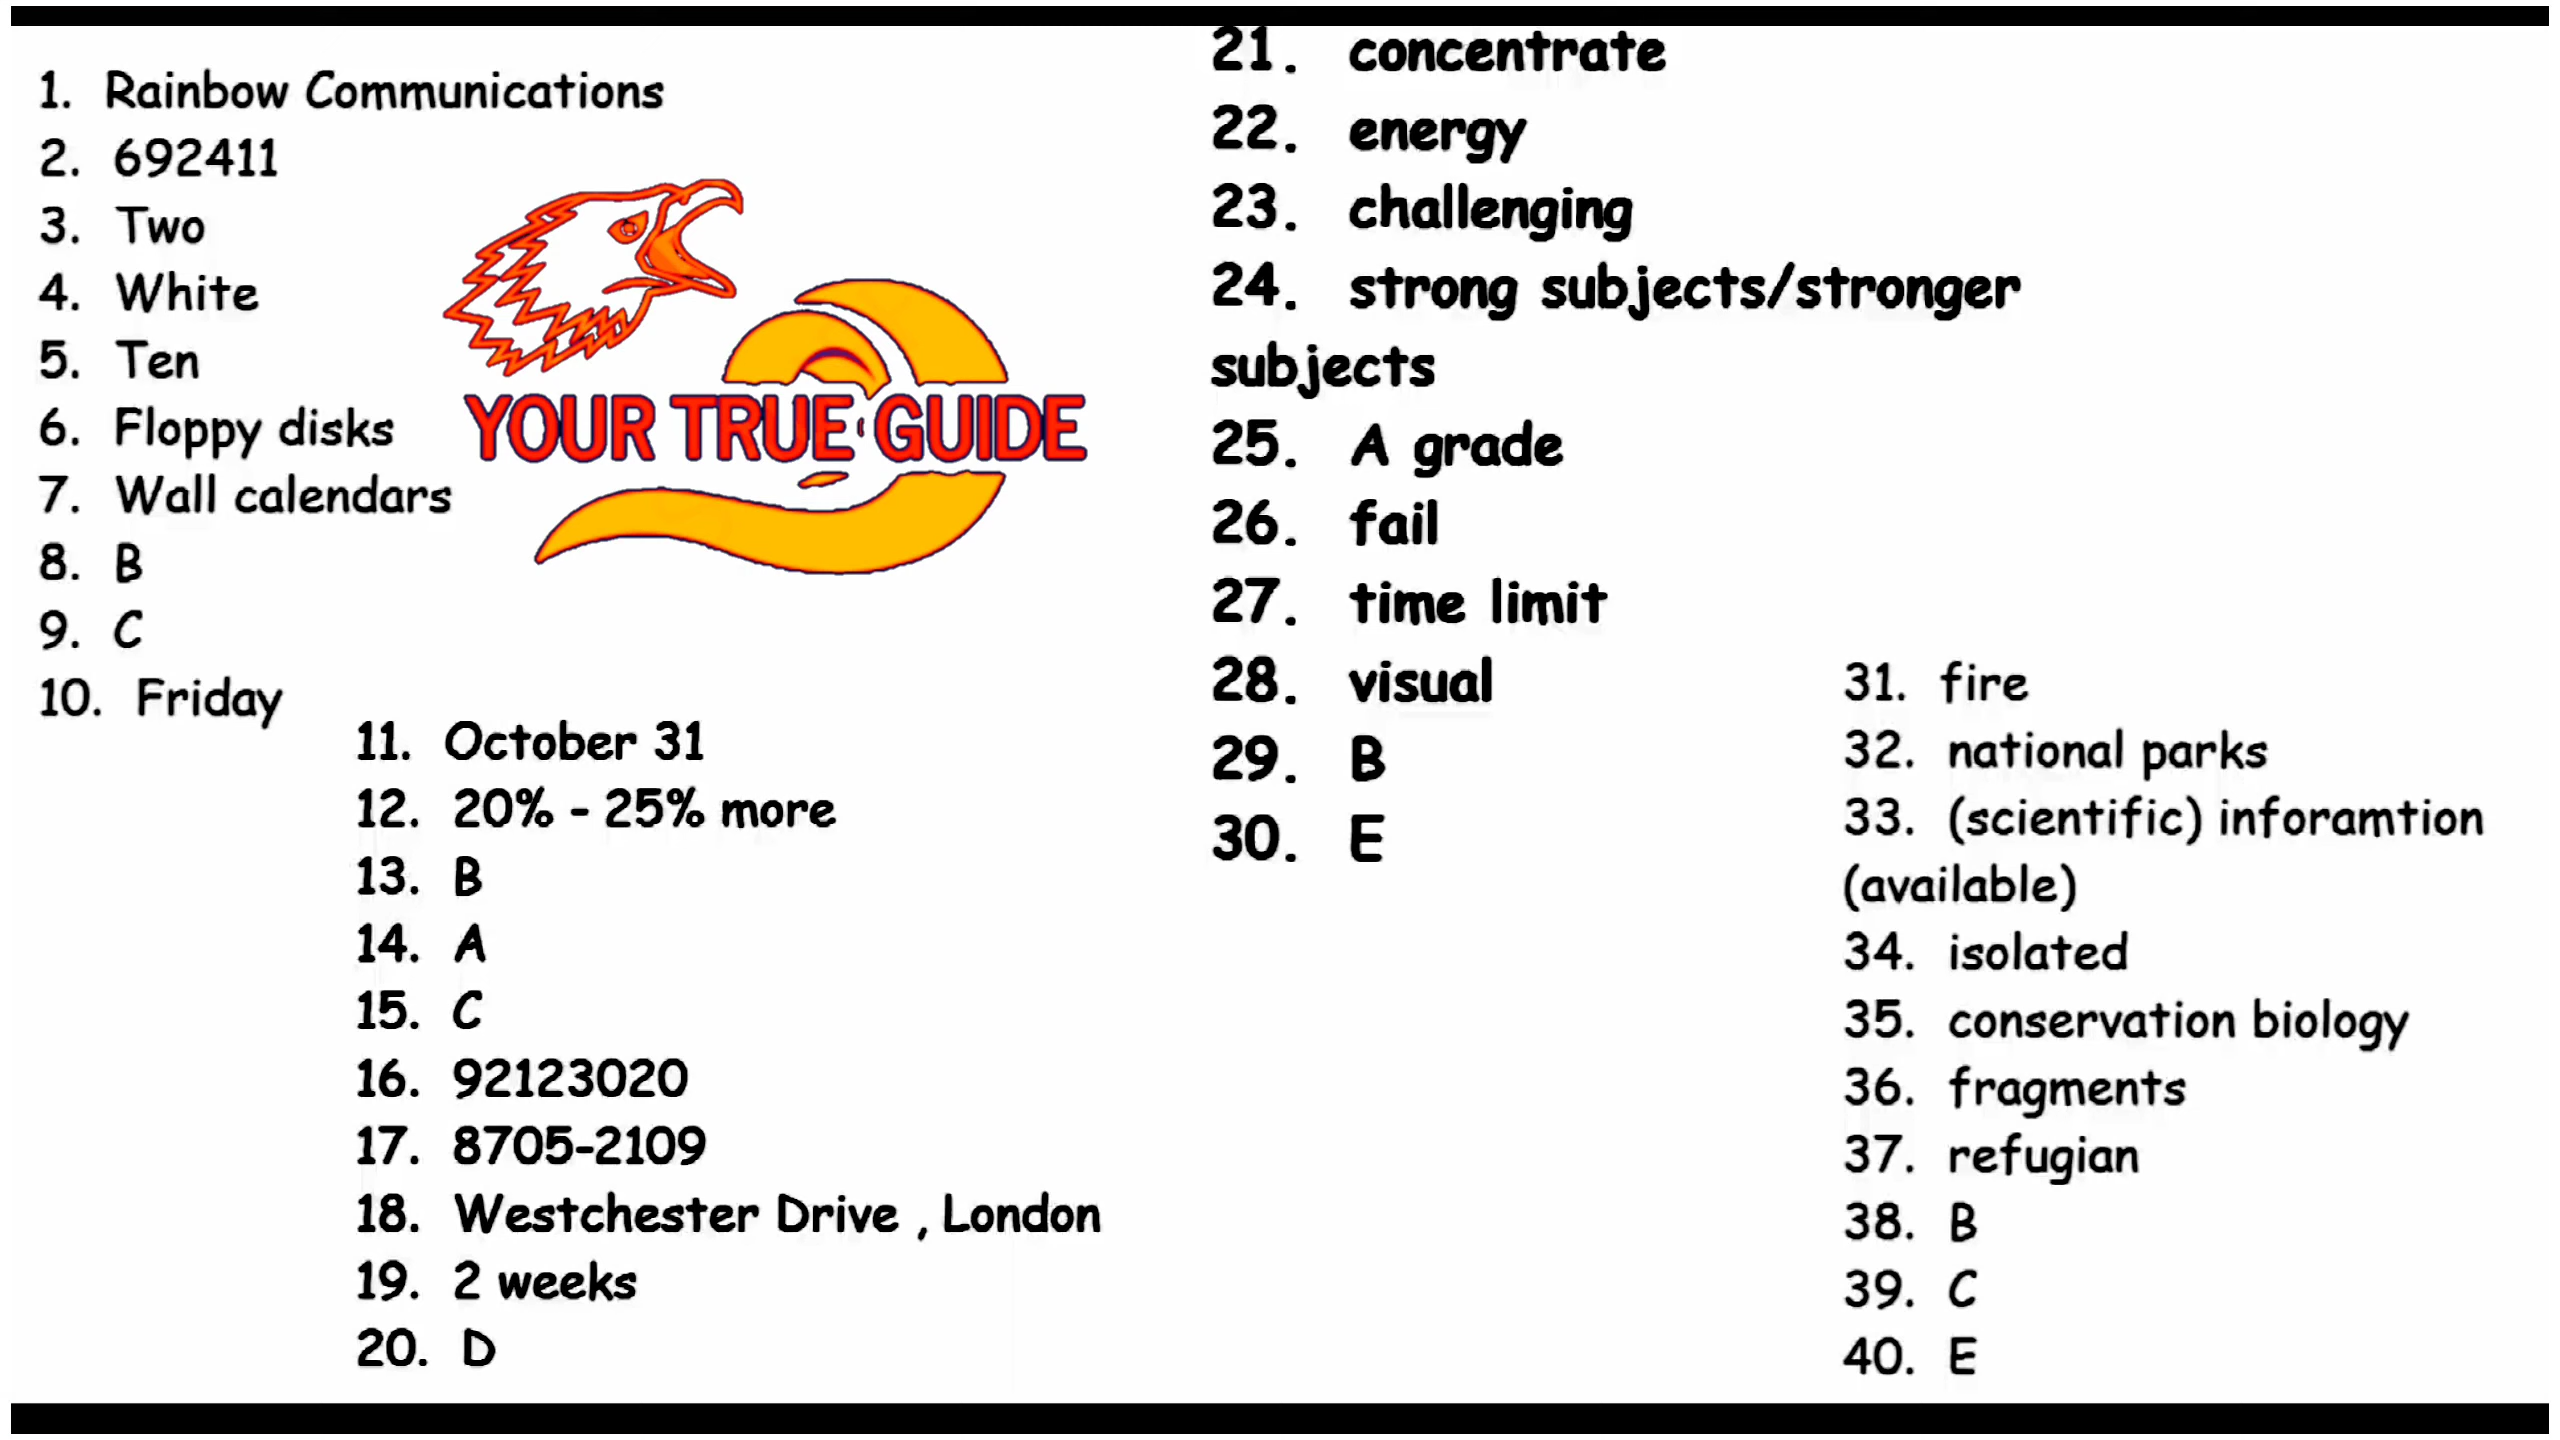 1. Rainbow Communications
2. 692411
3. Two
4. White
5. Ten
6. Floppy disks
7. Wall calendars
8. B
9. C
10. Friday
YOUR TRUE GUIDE
11. October 31
12. 20% - 25% more
13. B
14. A
15. C
16. 92123020
17. 8705-2109
18. Westchester Drive , London
19. 2 weeks
20. D
21. concentrate
22. energy
23. challenging
24. strong subjects/stronger
subjects
25. A grade
26. fail
27. time limit
28. visual
29. B
30. E
31. fire
32. national parks
33. (scientific) inforamtion
(available)
34. isolated
35. conservation biology
36. fragments
37. refugian
38. B
39. C
40. E